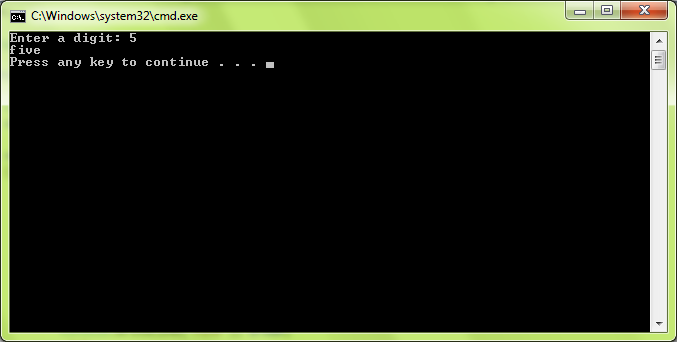 C:\Windows\system32\cmd.exe
Enter a digit: 5
five
Press any key to continue . . .